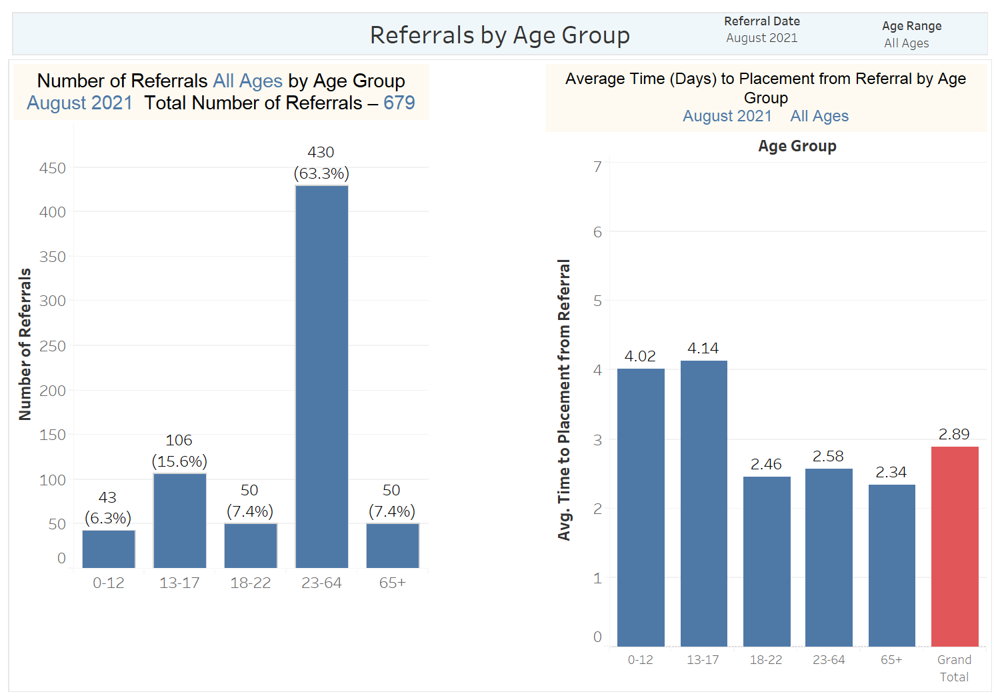 Referrals by Age Group
Referral Date
August 2021
Age Range
All Ages
Number of Referrals All Ages by Age Group
August 2021 Total Number of Referrals – 679
Number of Referrals
450
400
350
300
250
200
150
100
50
0
43
(6.3%)
106
(15.6%)
50
(7.4%)
430
(63.3%)
50
(7.4%)
0-12
13-17
18-22
23-64
65+
Average Time (Days) to Placement from Referral by Age
Group
August 2021 All Ages
Age Group
Avg. Time to Placement from Referral
7
6
5
4
3
2
1
0
4.02
4.14
2.46
2.58
2.34
2.89
0-12
13-17
18-22
23-64
65+
Grand
Total